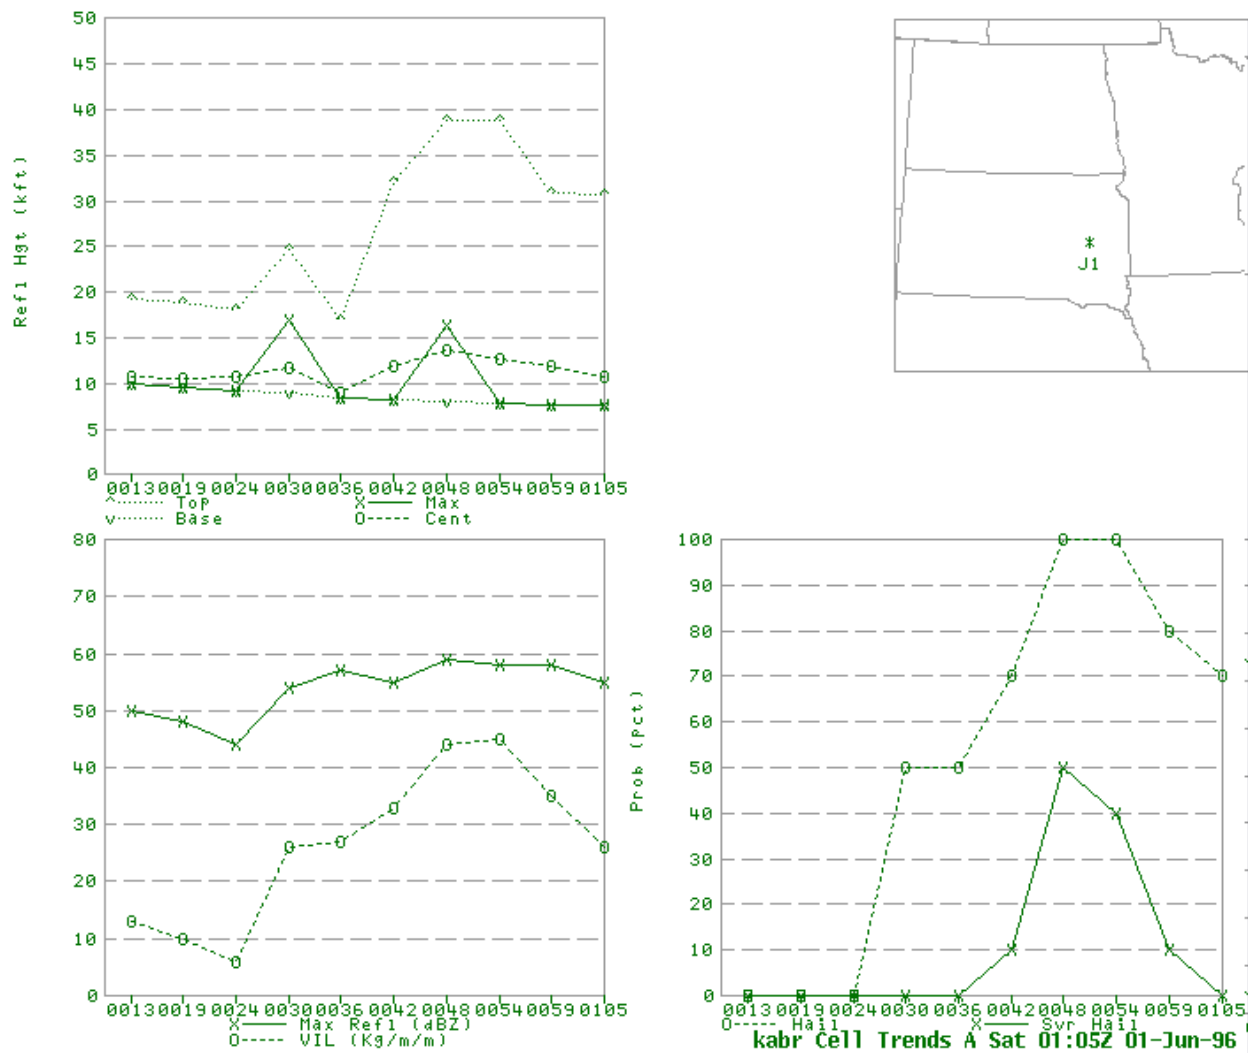 50
45
40
35
30
25
20
15
10
5
0
Refl Hgt (kft)
0013 0019 0024 0030 0036 0042 0048 0054 0059 0105
^...... Top X—— Max
v...... Base O---- Cent
J1
80
70
60
50
40
30
20
10
0
0013 0019 0024 0030 0036 0042 0048 0054 0059 0105
X—— Max Refl (dBZ)
O---- VIL (Kg/m/m)
100
90
80
70
60
50
40
30
20
10
0
Prob (Pct)
0013 0019 0024 0030 0036 0042 0048 0054 0059 0105
O---- Hail X—— Svr Hail
kabr Cell Trends A Sat 01:05Z 01-Jun-96